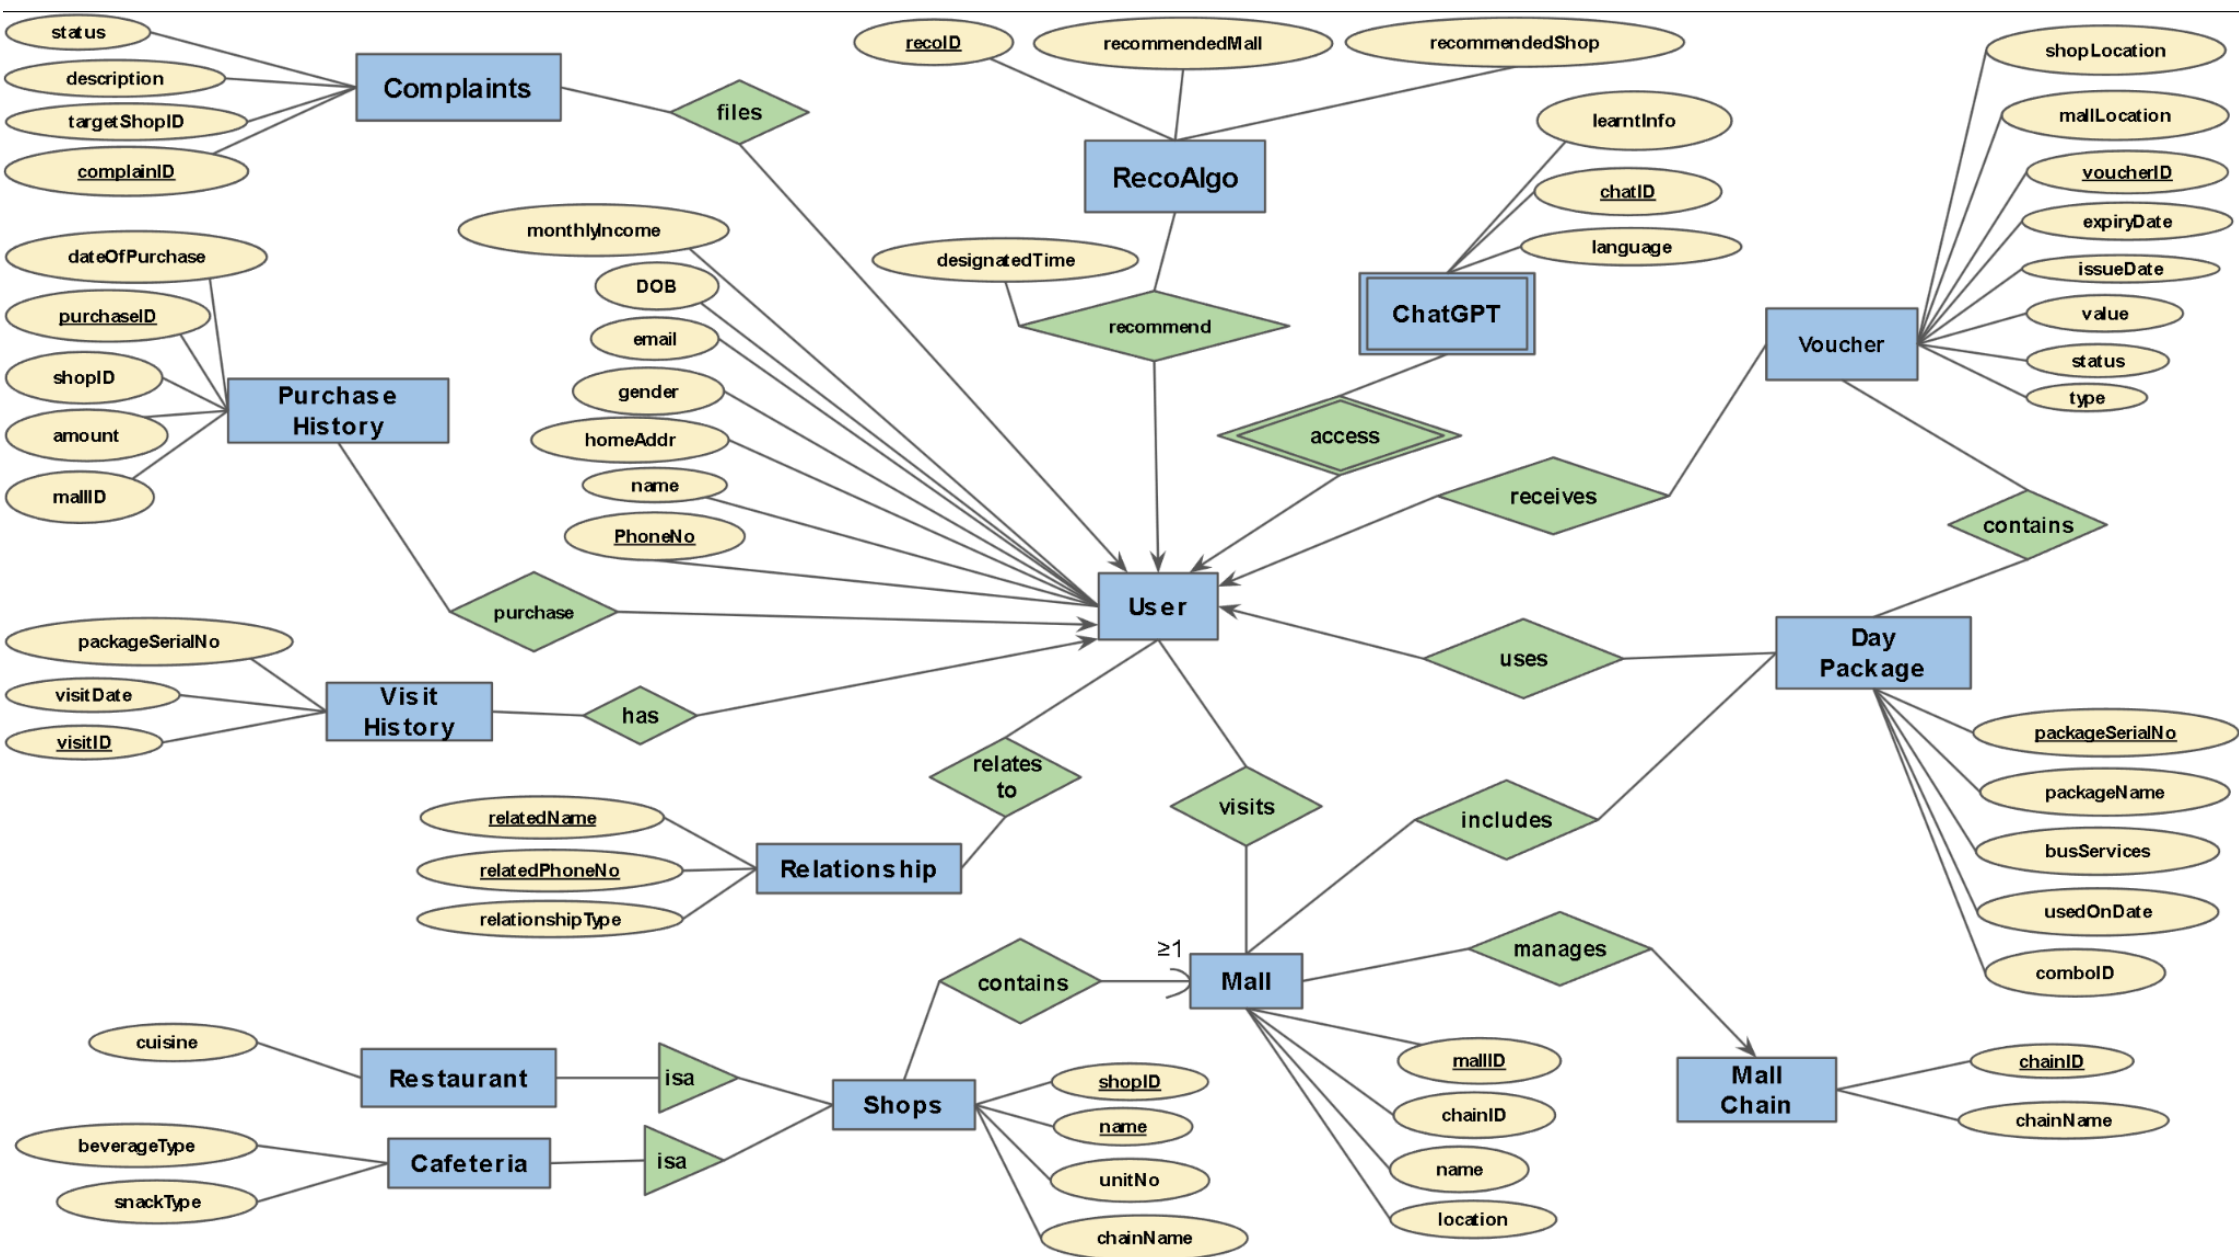 status
description
targetShopID
complainID
Complaints
files
recoID
recommendedMall
recommendedShop
RecoAlgo
learntInfo
chatID
language
ChatGPT
shopLocation
mallLocation
voucherID
expiryDate
issueDate
value
status
type
Voucher
dateOfPurchase
purchaseID
shopID
amount
mallID
Purchase
History
monthlyIncome
DOB
email
gender
homeAddr
name
PhoneNo
designatedTime
recommend
access
receives
contains
purchase
User
uses
Day
Package
packageSerialNo
visitDate
visitID
Visit
History
has
relates
to
visits
includes
packageSerialNo
packageName
busServices
usedOnDate
comboID
relatedName
relatedPhoneNo
relationshipType
Relationship
contains
≥1
Mall
manages
cuisine
Restaurant
isa
beverageType
snackType
Cafeteria
isa
Shops
shopID
name
unitNo
chainName
mallID
chainID
name
location
Mall
Chain
chainID
chainName